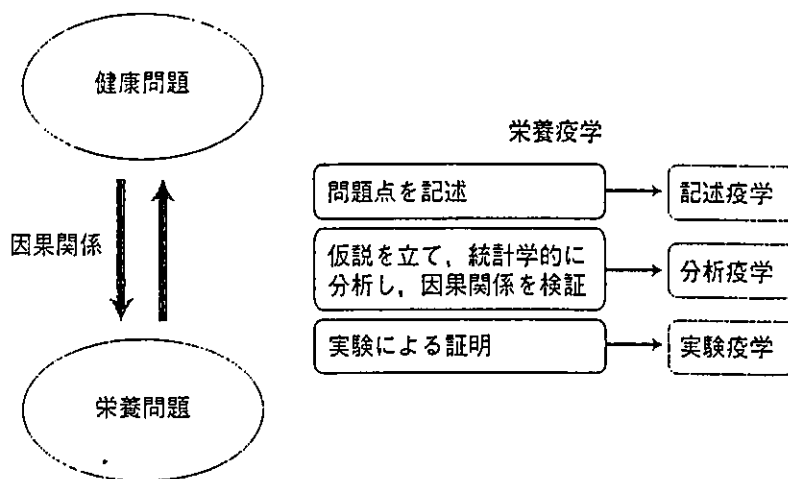 健康問題
因果関係
栄養問題
栄養疫学
問題点を記述
記述疫学
仮説を立て，統計学的に
分析し，因果関係を検証
分析疫学
実験による証明
実験疫学